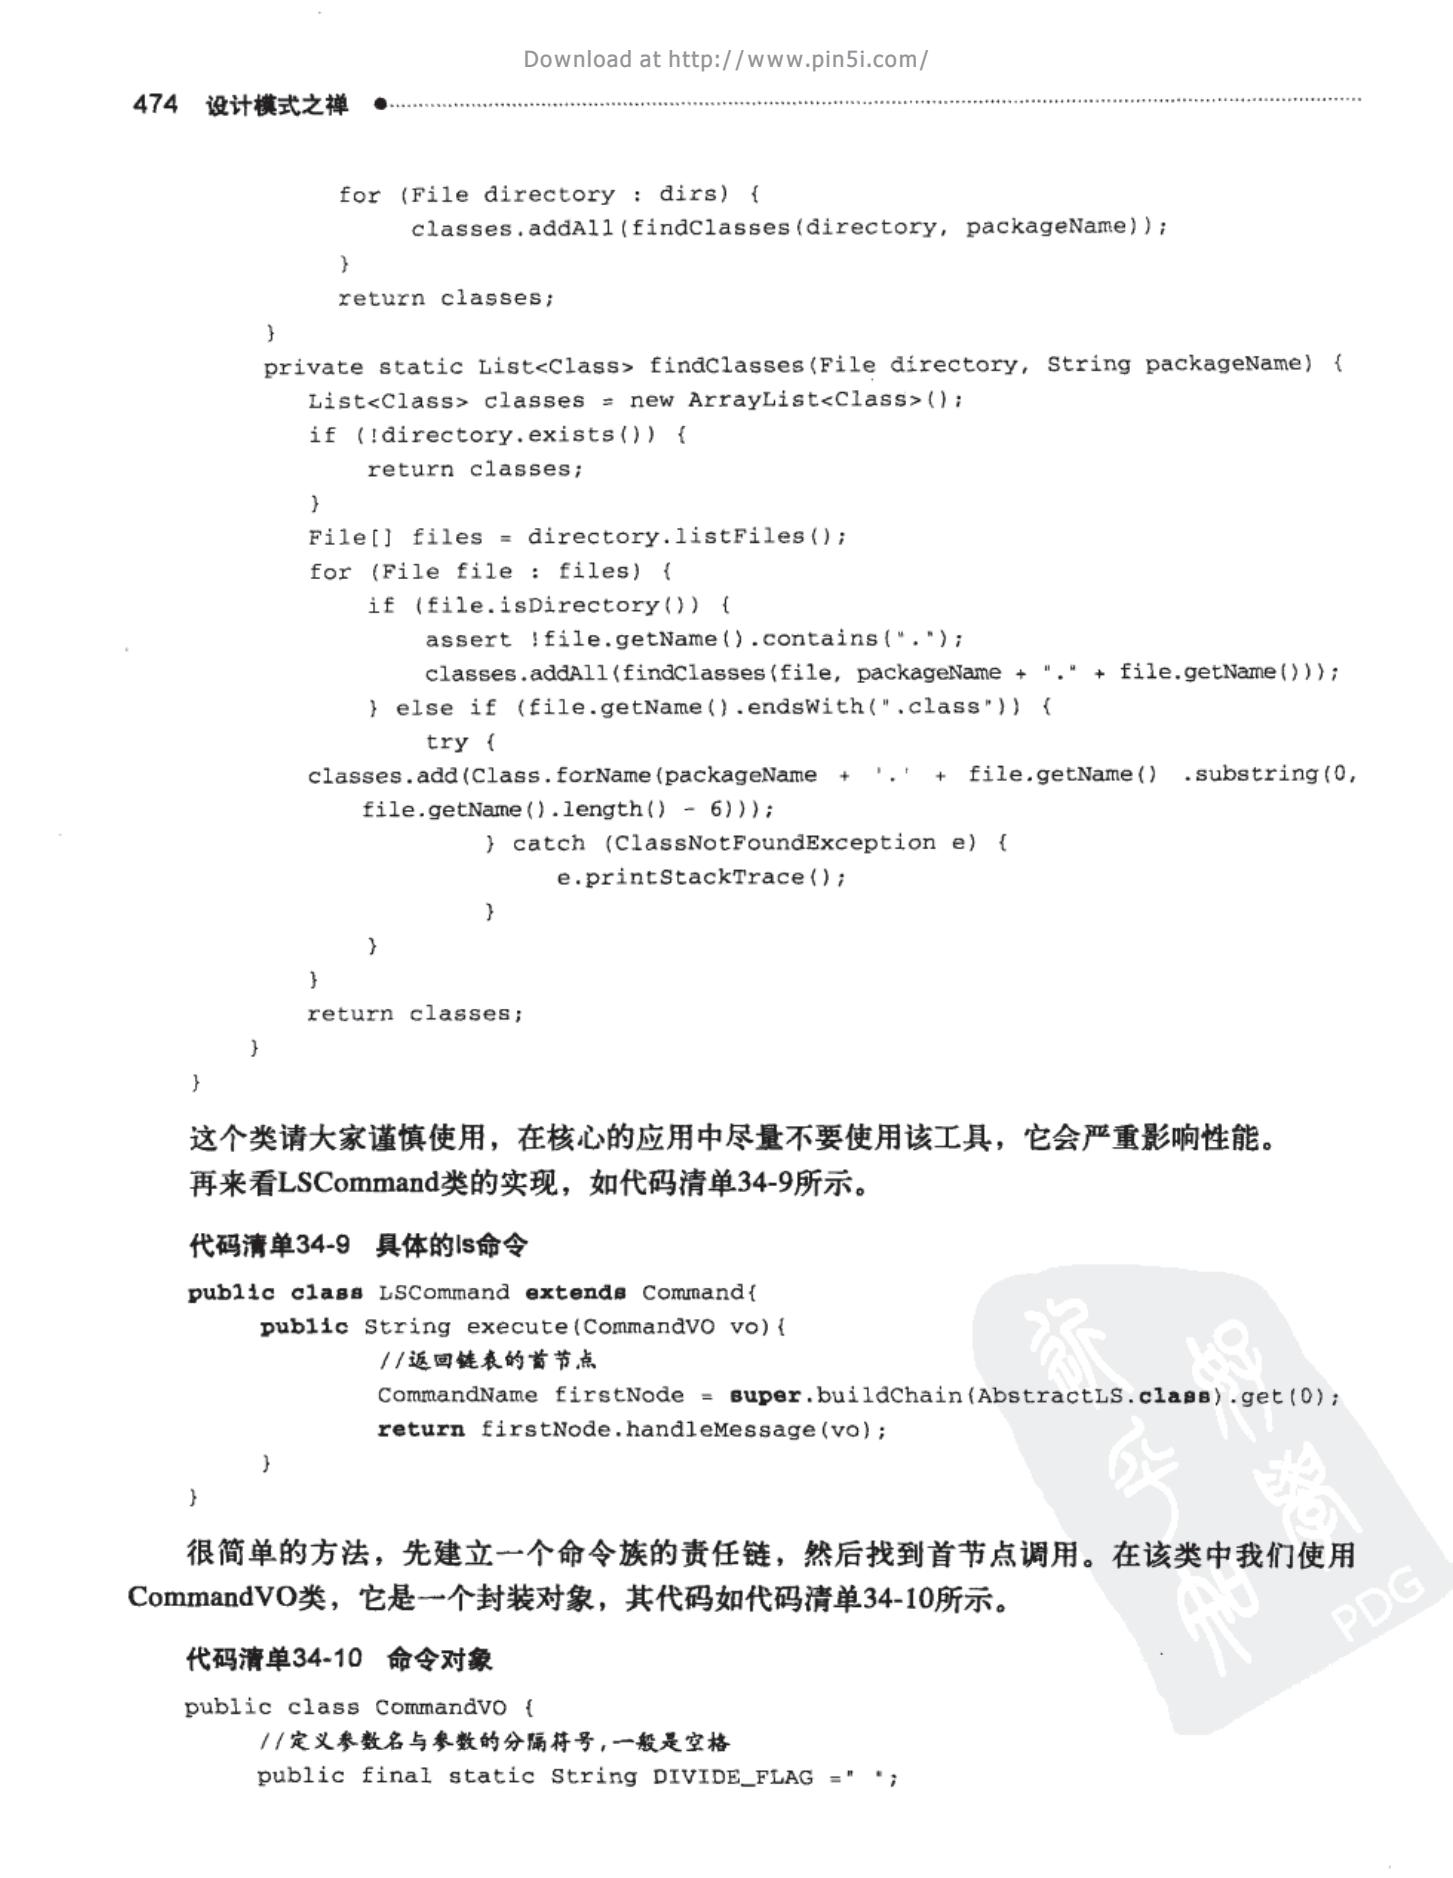 Download at http://www.pin5i.com/
474 设计模式之禅
for (File directory : dirs) {
classes.addAll(findClasses(directory, packageName));
}
return classes;
}
private static List<Class> findClasses(File directory, String packageName) {
List<Class> classes = new ArrayList<Class>();
if (!directory.exists()) {
return classes;
}
File[] files = directory.listFiles();
for (File file : files) {
if (file.isDirectory()) {
assert !file.getName().contains(".");
classes.addAll(findClasses(file, packageName + "." + file.getName()));
} else if (file.getName().endsWith(".class")) {
try {
classes.add(Class.forName(packageName + '.' + file.getName() .substring(0,
file.getName().length() - 6)));
} catch (ClassNotFoundException e) {
e.printStackTrace();
}
}
}
return classes;
}
}
这个类请大家谨慎使用，在核心的应用中尽量不要使用该工具，它会严重影响性能。
再来看LSCommand类的实现，如代码清单34-9所示。
代码清单34-9 具体的ls命令
public class LSCommand extends Command{
public String execute(CommandVO vo){
//返回链表的首节点
CommandName firstNode = super.buildChain(AbstractLS.class).get(0);
return firstNode.handleMessage(vo);
}
}
很简单的方法，先建立一个命令族的责任链，然后找到首节点调用。在该类中我们使用
CommandVO类，它是一个封装对象，其代码如代码清单34-10所示。
代码清单34-10 命令对象
public class CommandVO {
//定义参数名与参数的分隔符号,一般是空格
public final static String DIVIDE_FLAG =" ";
PDG